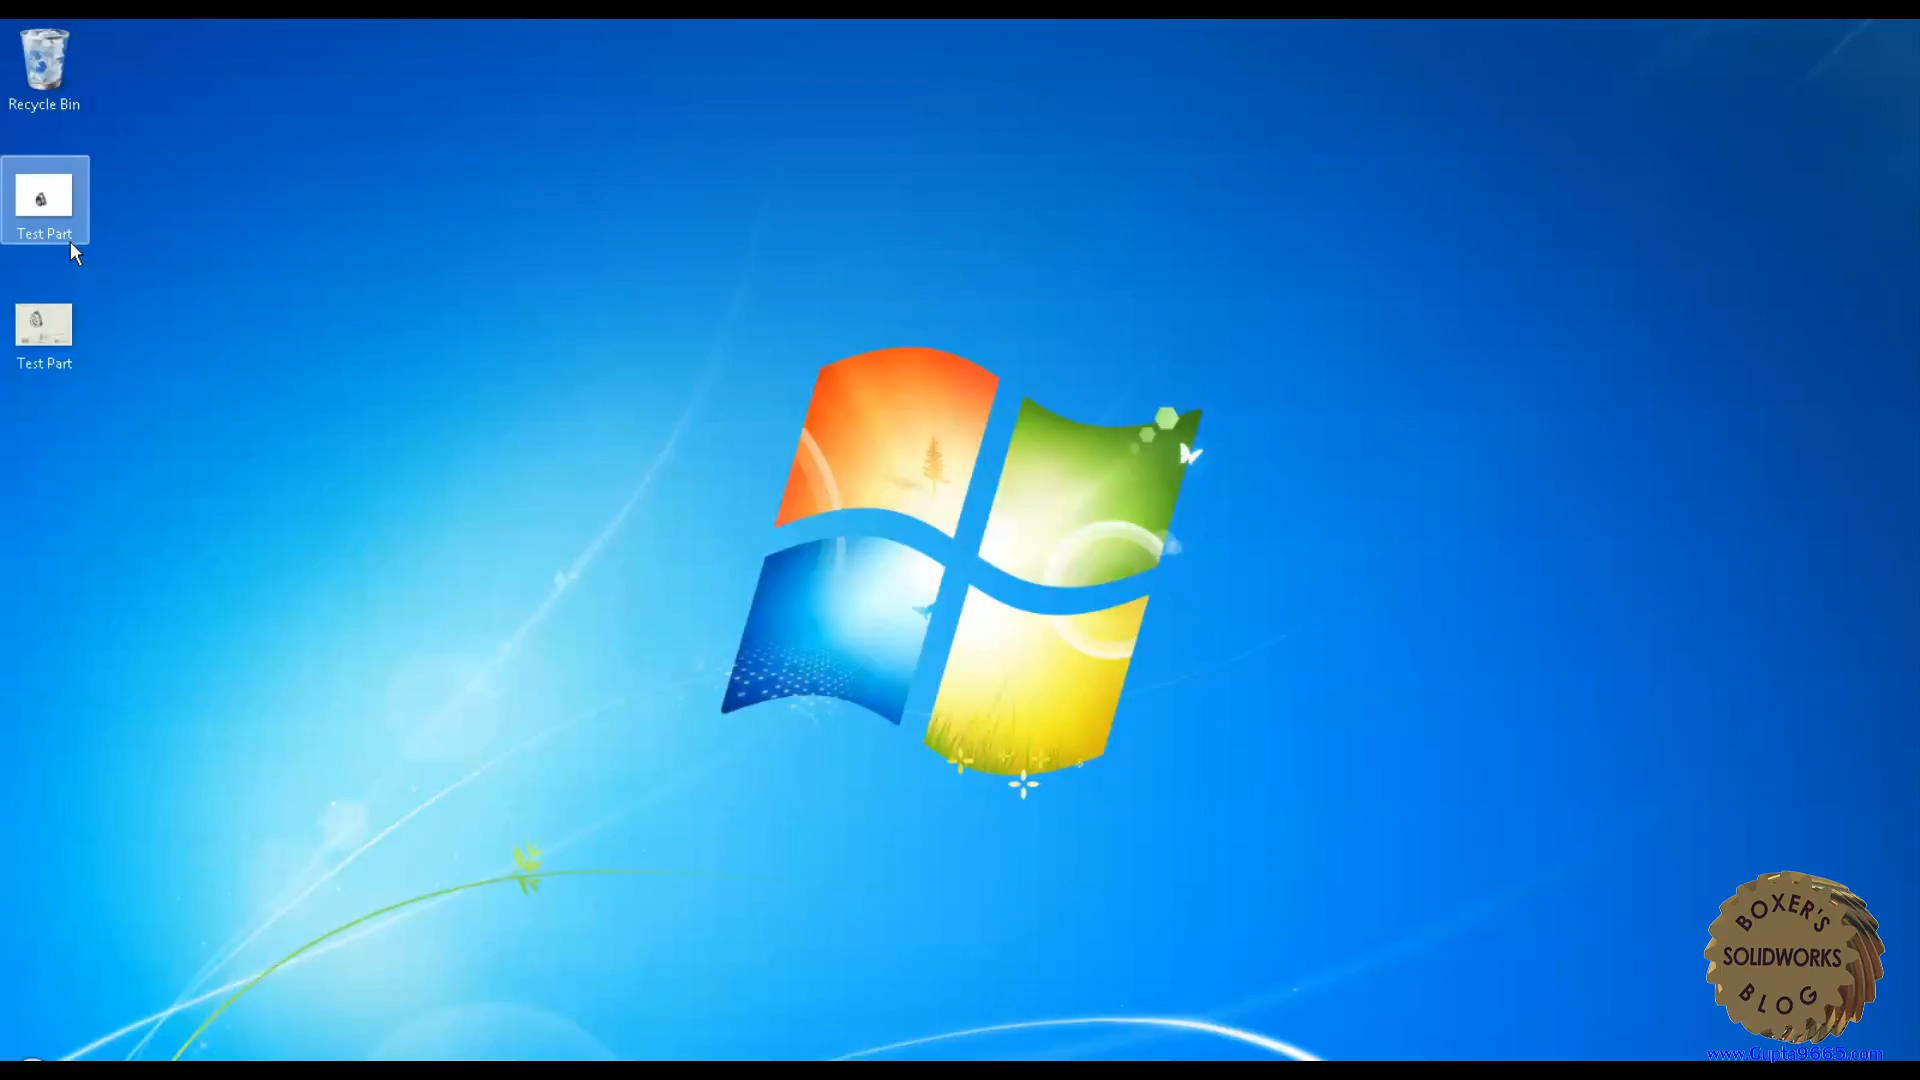 Recycle Bin
Test Part
Test Part
BOXER'S
SOLIDWORKS
BLOG
www.Gupta9665.com